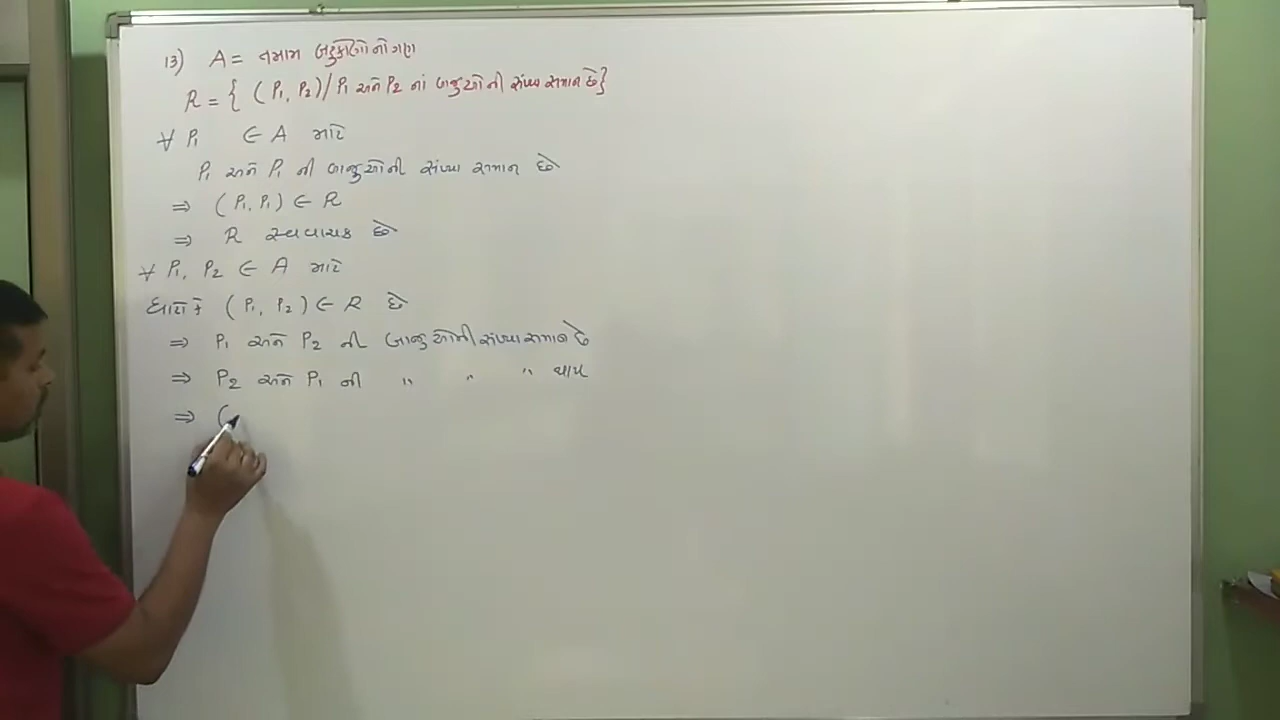 13) A = તમામ બહુકોણોનો ગણ
R = { (P₁, P₂) / P₁ અને P₂ નાં બાજુઓની સંખ્યા સમાન છે}
∀ P₁ ∈ A માટે
P₁ અને P₁ ની બાજુઓની સંખ્યા સમાન છે
⇒ (P₁, P₁) ∈ R
⇒ R સ્વવાચક છે
∀ P₁, P₂ ∈ A માટે
ધારો કે (P₁, P₂) ∈ R છે
⇒ P₁ અને P₂ ની બાજુઓની સંખ્યા સમાન છે
⇒ P₂ અને P₁ ની " " " થાય
⇒ (